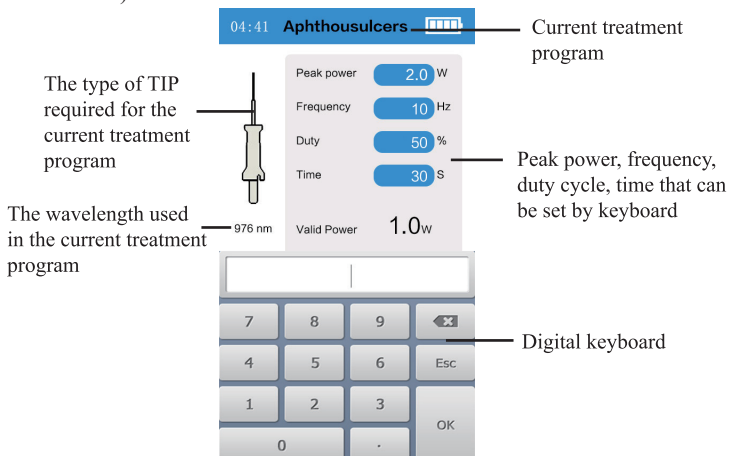 04:41 Aphthousulcers
Current treatment
program
The type of TIP
required for the
current treatment
program
Peak power 2.0 W
Frequency 10 Hz
Duty 50 %
Time 30 S
Peak power, frequency,
duty cycle, time that can
be set by keyboard
The wavelength used
in the current treatment
program
976 nm
Valid Power 1.0w
7 8 9
4 5 6 Esc
1 2 3
OK
0 .
Digital keyboard